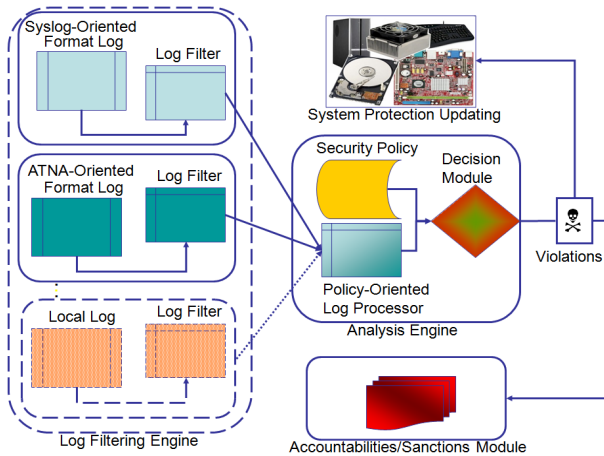 Syslog-Oriented
Format Log
Log Filter
ATNA-Oriented
Format Log
Log Filter
Local Log
Log Filter
Log Filtering Engine
System Protection Updating
Security Policy
Decision
Module
Policy-Oriented
Log Processor
Analysis Engine
Violations
Accountabilities/Sanctions Module